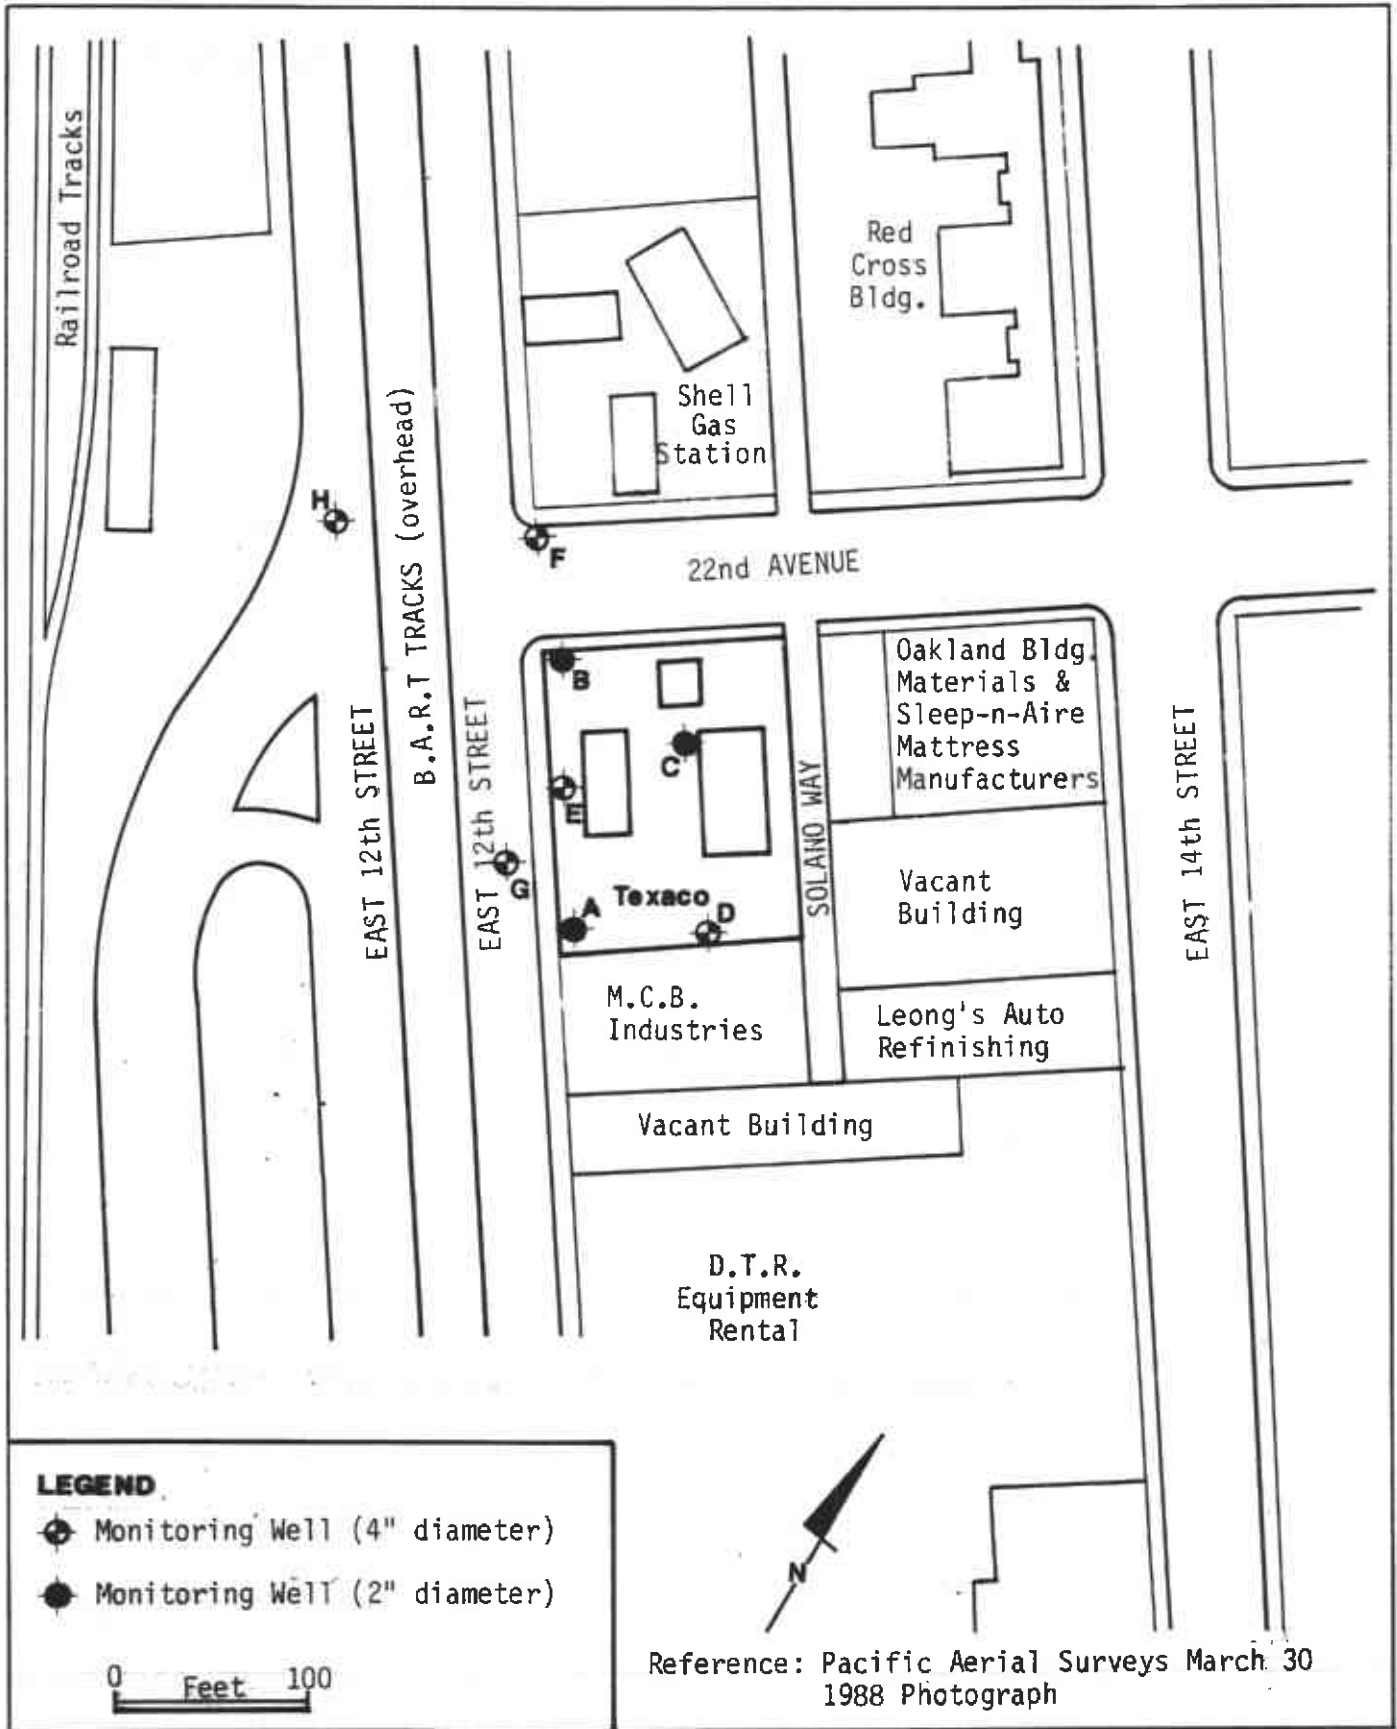 Railroad Tracks
Red
Cross
Bldg.
Shell
Gas
Station
H
F
B.A.R.T TRACKS (overhead)
22nd AVENUE
EAST 12th STREET
EAST 12th STREET
B
C
E
G
A
Texaco
D
SOLANO WAY
Oakland Bldg.
Materials &
Sleep-n-Aire
Mattress
Manufacturers
EAST 14th STREET
Vacant
Building
M.C.B.
Industries
Leong's Auto
Refinishing
Vacant Building
D.T.R.
Equipment
Rental
LEGEND
Monitoring Well (4" diameter)
Monitoring Well (2" diameter)
0 Feet 100
N
Reference: Pacific Aerial Surveys March 30
1988 Photograph